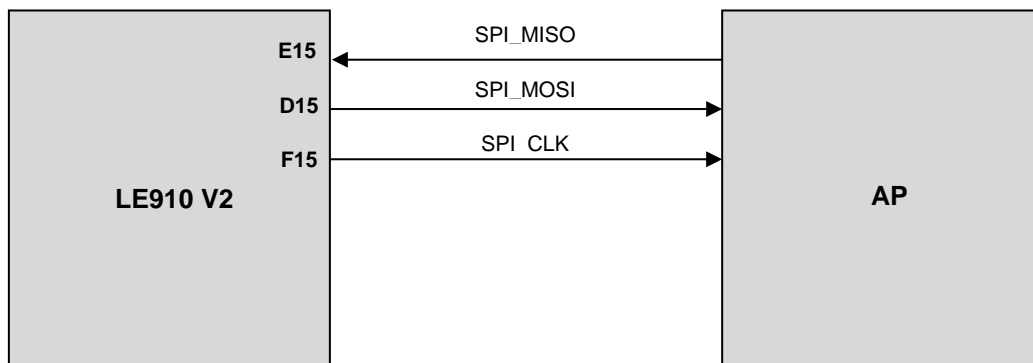 SPI_MISO
E15
SPI_MOSI
D15
SPI_CLK
F15
LE910 V2
AP